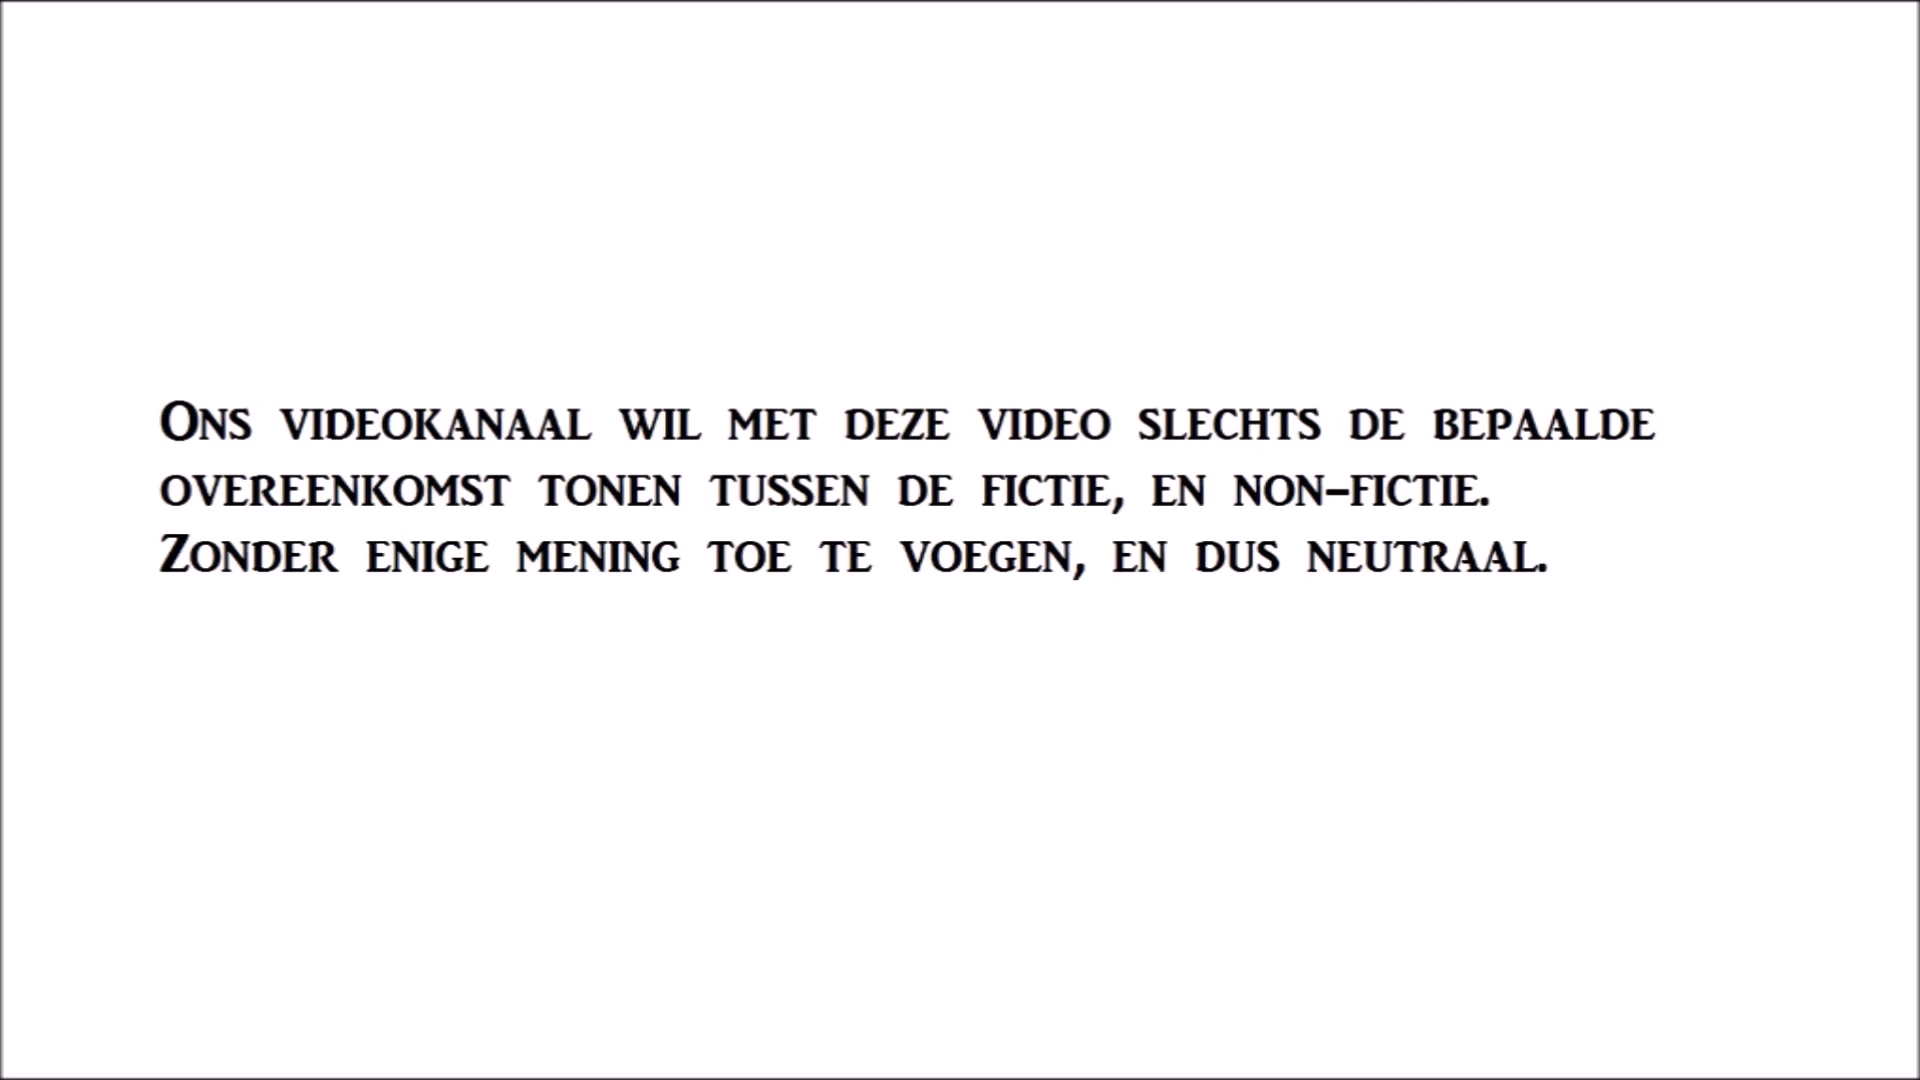 Ons videokanaal wil met deze video slechts de bepaalde
overeenkomst tonen tussen de fictie, en non-fictie.
Zonder enige mening toe te voegen, en dus neutraal.